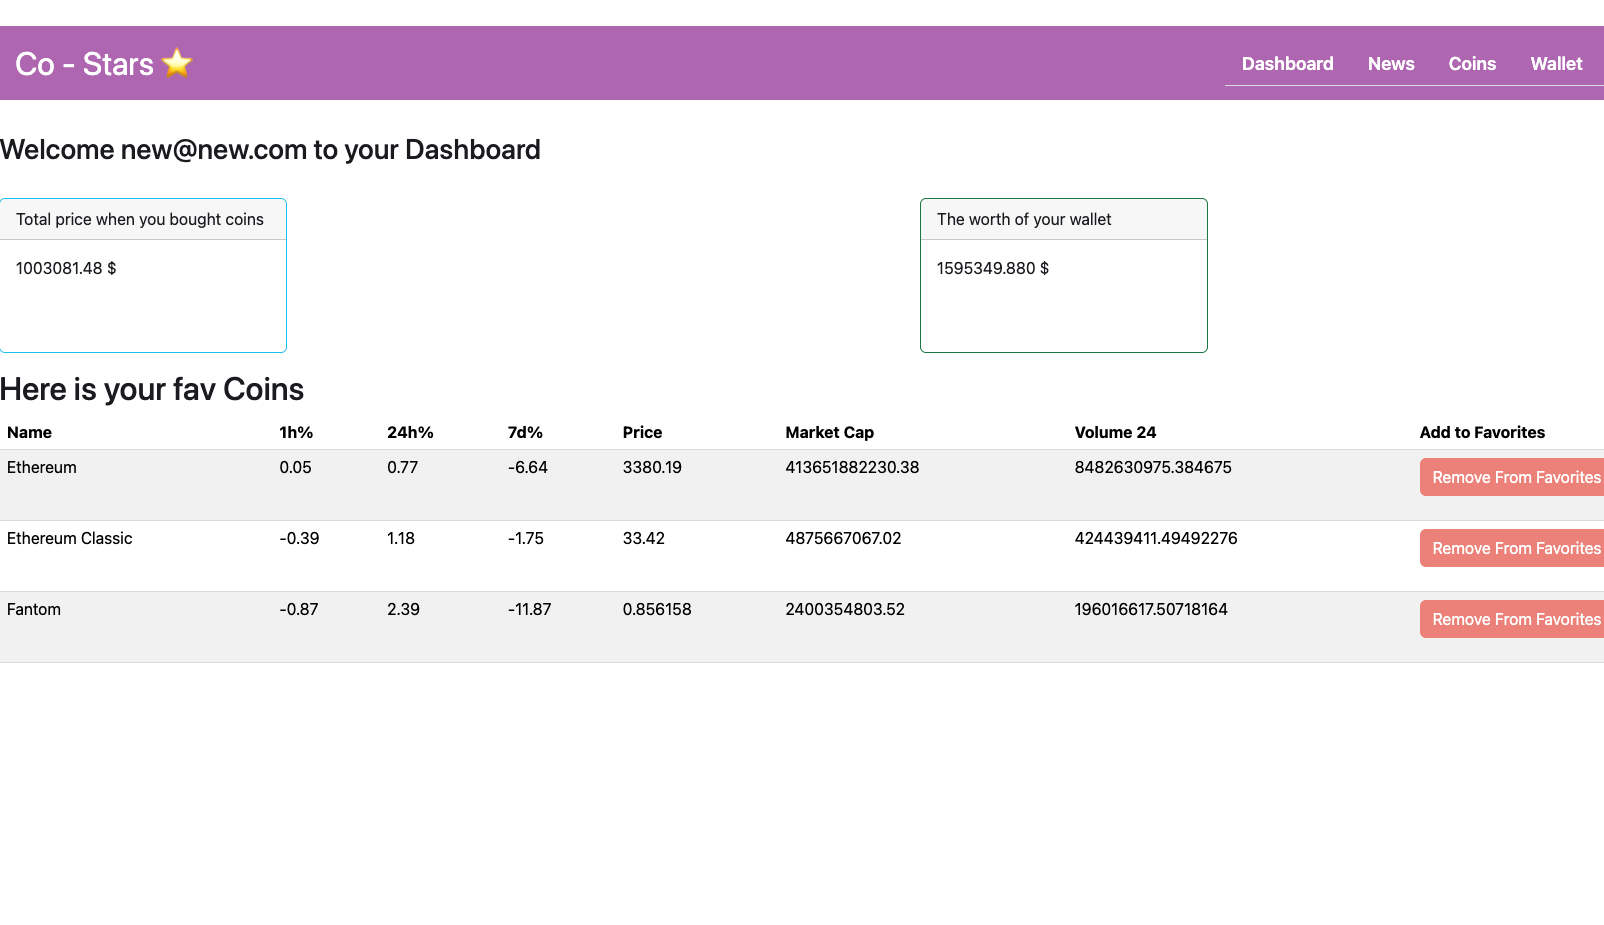 Co - Stars ⭐ Dashboard News Coins Wallet
Welcome new@new.com to your Dashboard
Total price when you bought coins The worth of your wallet
1003081.48 $ 1595349.880 $
Here is your fav Coins
Name 1h% 24h% 7d% Price Market Cap Volume 24 Add to Favorites
Ethereum 0.05 0.77 -6.64 3380.19 413651882230.38 8482630975.384675 Remove From Favorites
Ethereum Classic -0.39 1.18 -1.75 33.42 4875667067.02 424439411.49492276 Remove From Favorites
Fantom -0.87 2.39 -11.87 0.856158 2400354803.52 196016617.50718164 Remove From Favorites